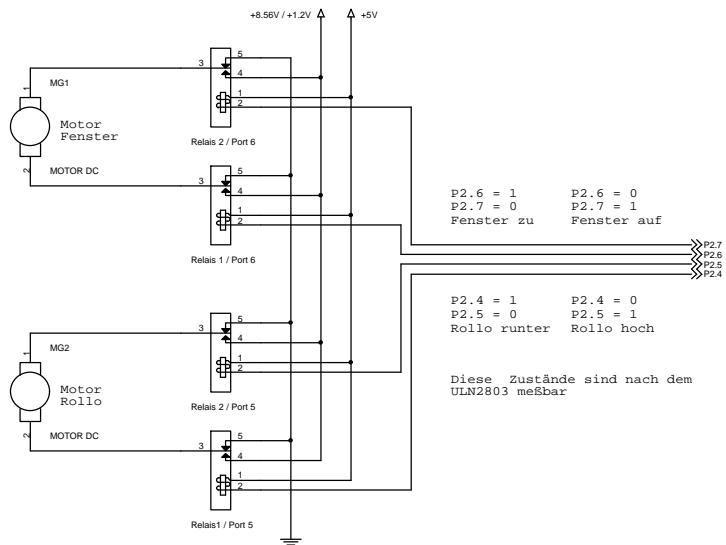 +8.56V / +1.2V
+5V
5
3
4
1
MG1
1
2
Motor
Fenster
Relais 2 / Port 6
2
MOTOR DC
5
3
4
1
2
Relais 1 / Port 6
P2.6 = 1 P2.6 = 0
P2.7 = 0 P2.7 = 1
Fenster zu Fenster auf
P2.7
P2.6
P2.5
P2.4
P2.4 = 1 P2.4 = 0
P2.5 = 0 P2.5 = 1
Rollo runter Rollo hoch
5
3
4
1
MG2
1
2
Motor
Rollo
Relais 2 / Port 5
Diese Zustände sind nach dem
ULN2803 meßbar
2
MOTOR DC
5
3
4
1
2
Relais1 / Port 5